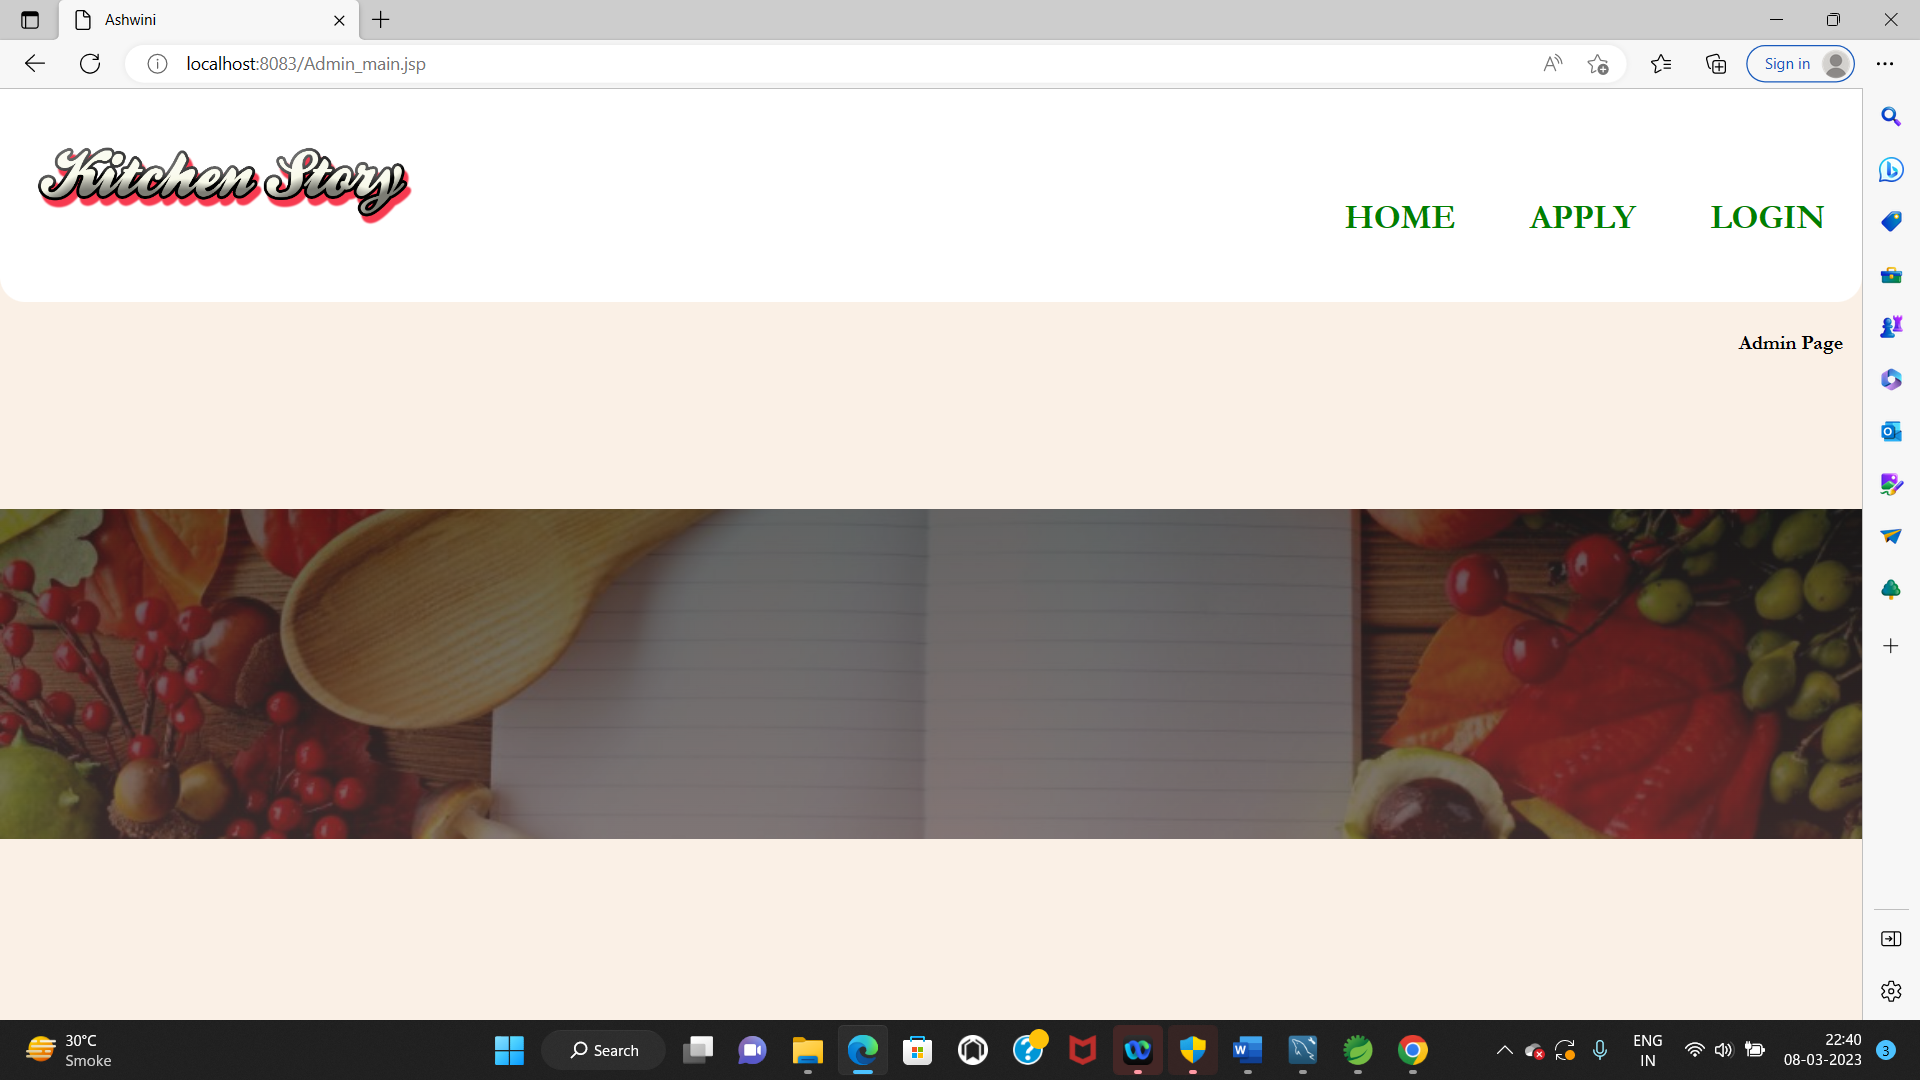 Ashwini
localhost:8083/Admin_main.jsp
Sign in
Kitchen Story
HOME APPLY LOGIN
Admin Page
30°C
Smoke
Search
ENG
IN
22:40
08-03-2023
3